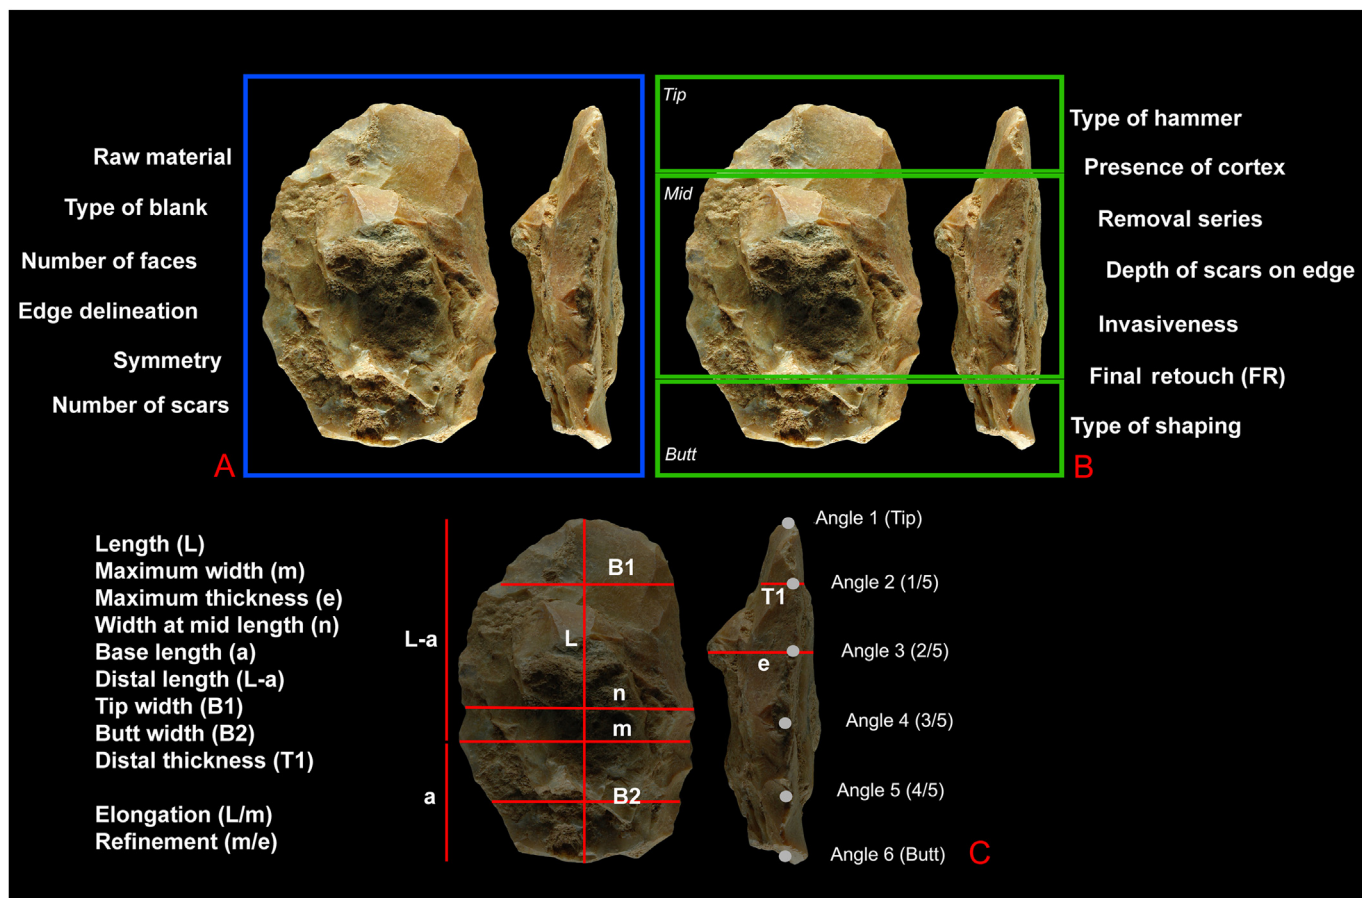 Raw material
Type of blank
Number of faces
Edge delineation
Symmetry
Number of scars
A
Tip
Mid
Butt
Type of hammer
Presence of cortex
Removal series
Depth of scars on edge
Invasiveness
Final retouch (FR)
Type of shaping
B
Length (L)
Maximum width (m)
Maximum thickness (e)
Width at mid length (n)
Base length (a)
Distal length (L-a)
Tip width (B1)
Butt width (B2)
Distal thickness (T1)
Elongation (L/m)
Refinement (m/e)
L-a
a
B1
L
n
m
B2
T1
e
Angle 1 (Tip)
Angle 2 (1/5)
Angle 3 (2/5)
Angle 4 (3/5)
Angle 5 (4/5)
Angle 6 (Butt)
C